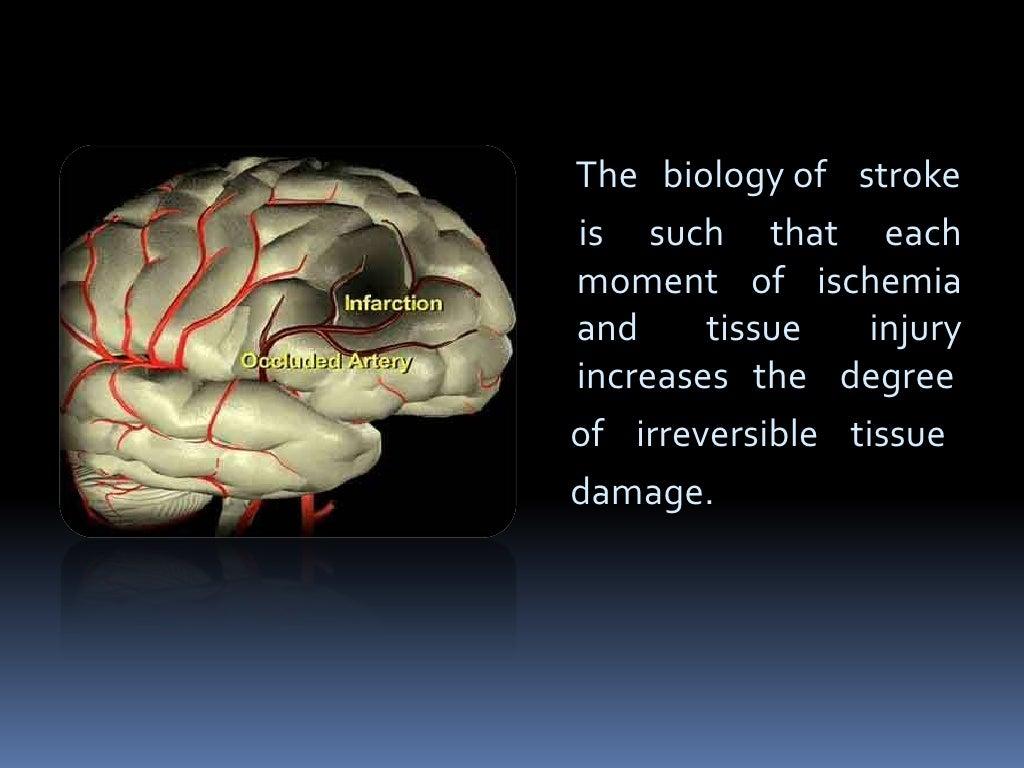 Infarction
Occluded Artery
The biology of stroke
is such that each
moment of ischemia
and tissue injury
increases the degree
of irreversible tissue
damage.